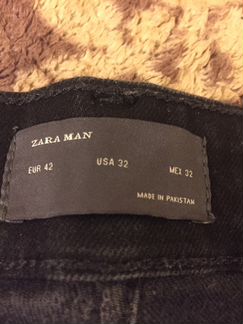 ZARA MAN
EUR 42 USA 32 MEX 32
MADE IN PAKISTAN